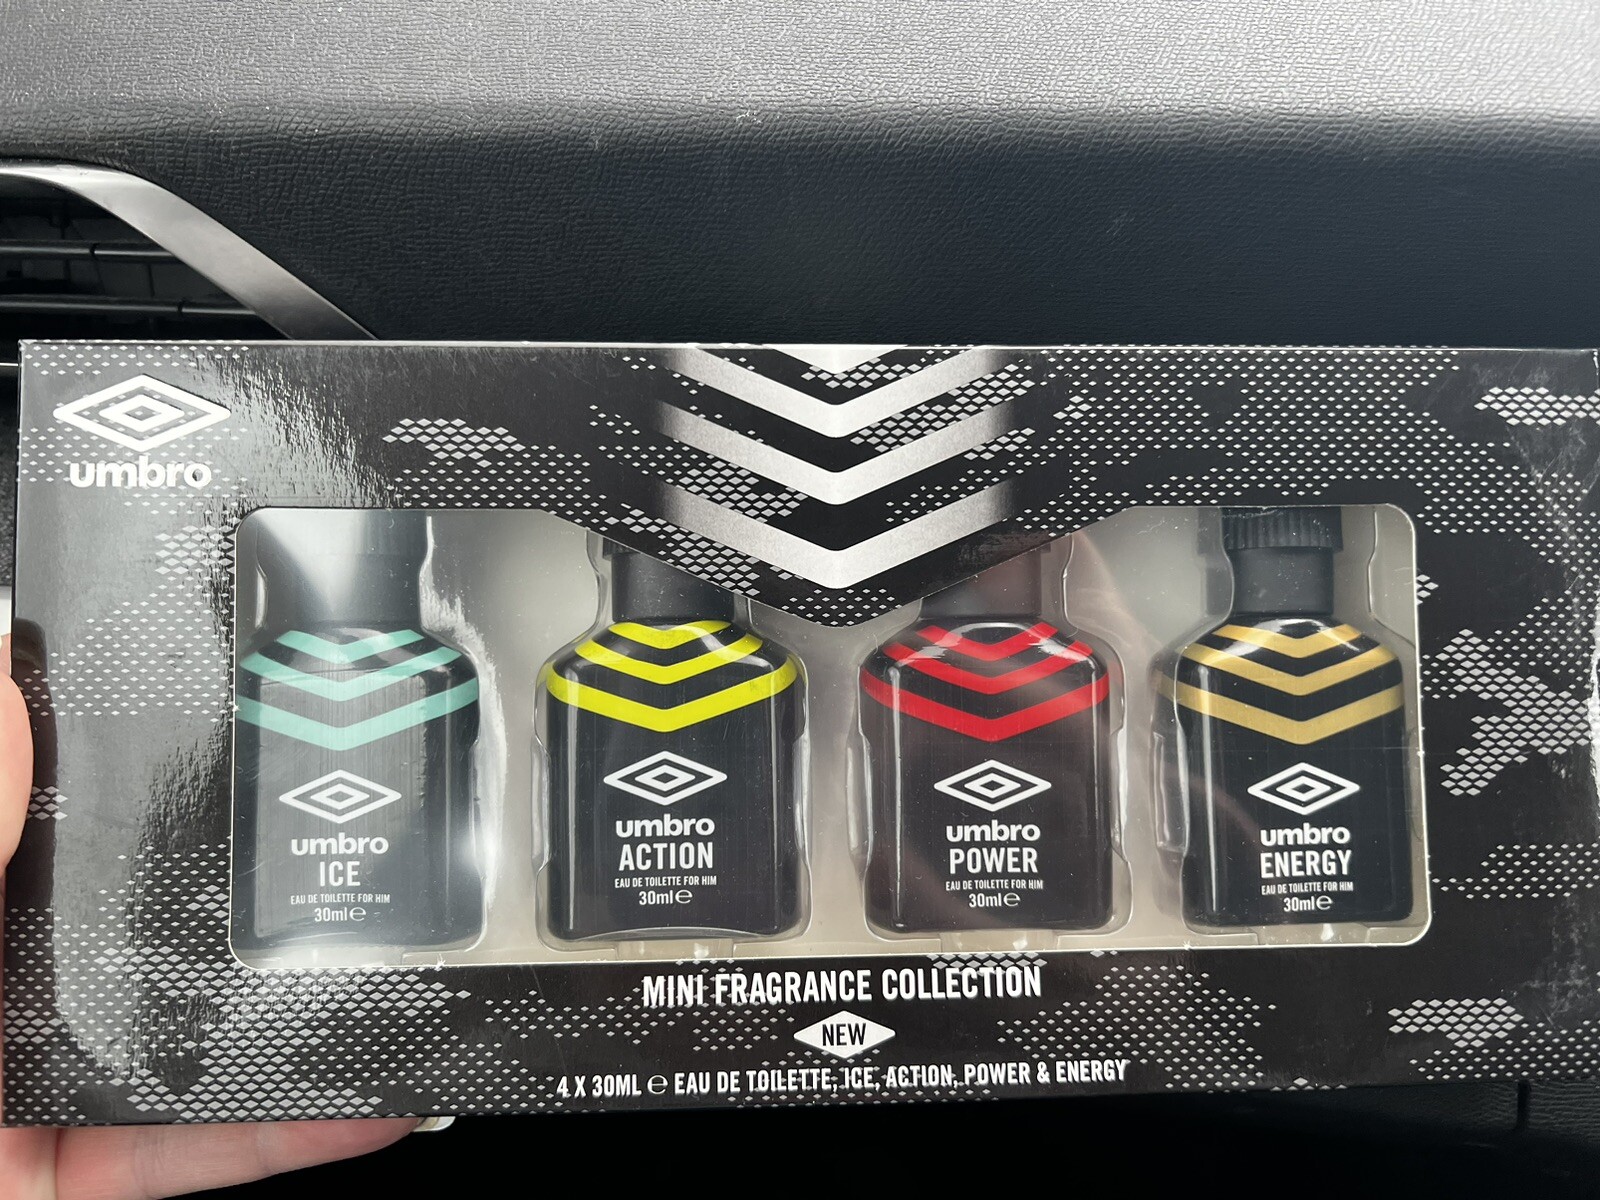 umbro
umbro
ICE
EAU DE TOILETTE FOR HIM
30ml℮
umbro
ACTION
EAU DE TOILETTE FOR HIM
30ml℮
umbro
POWER
EAU DE TOILETTE FOR HIM
30ml℮
umbro
ENERGY
EAU DE TOILETTE FOR HIM
30ml℮
MINI FRAGRANCE COLLECTION
NEW
4 X 30ML ℮ EAU DE TOILETTE, ICE, ACTION, POWER & ENERGY